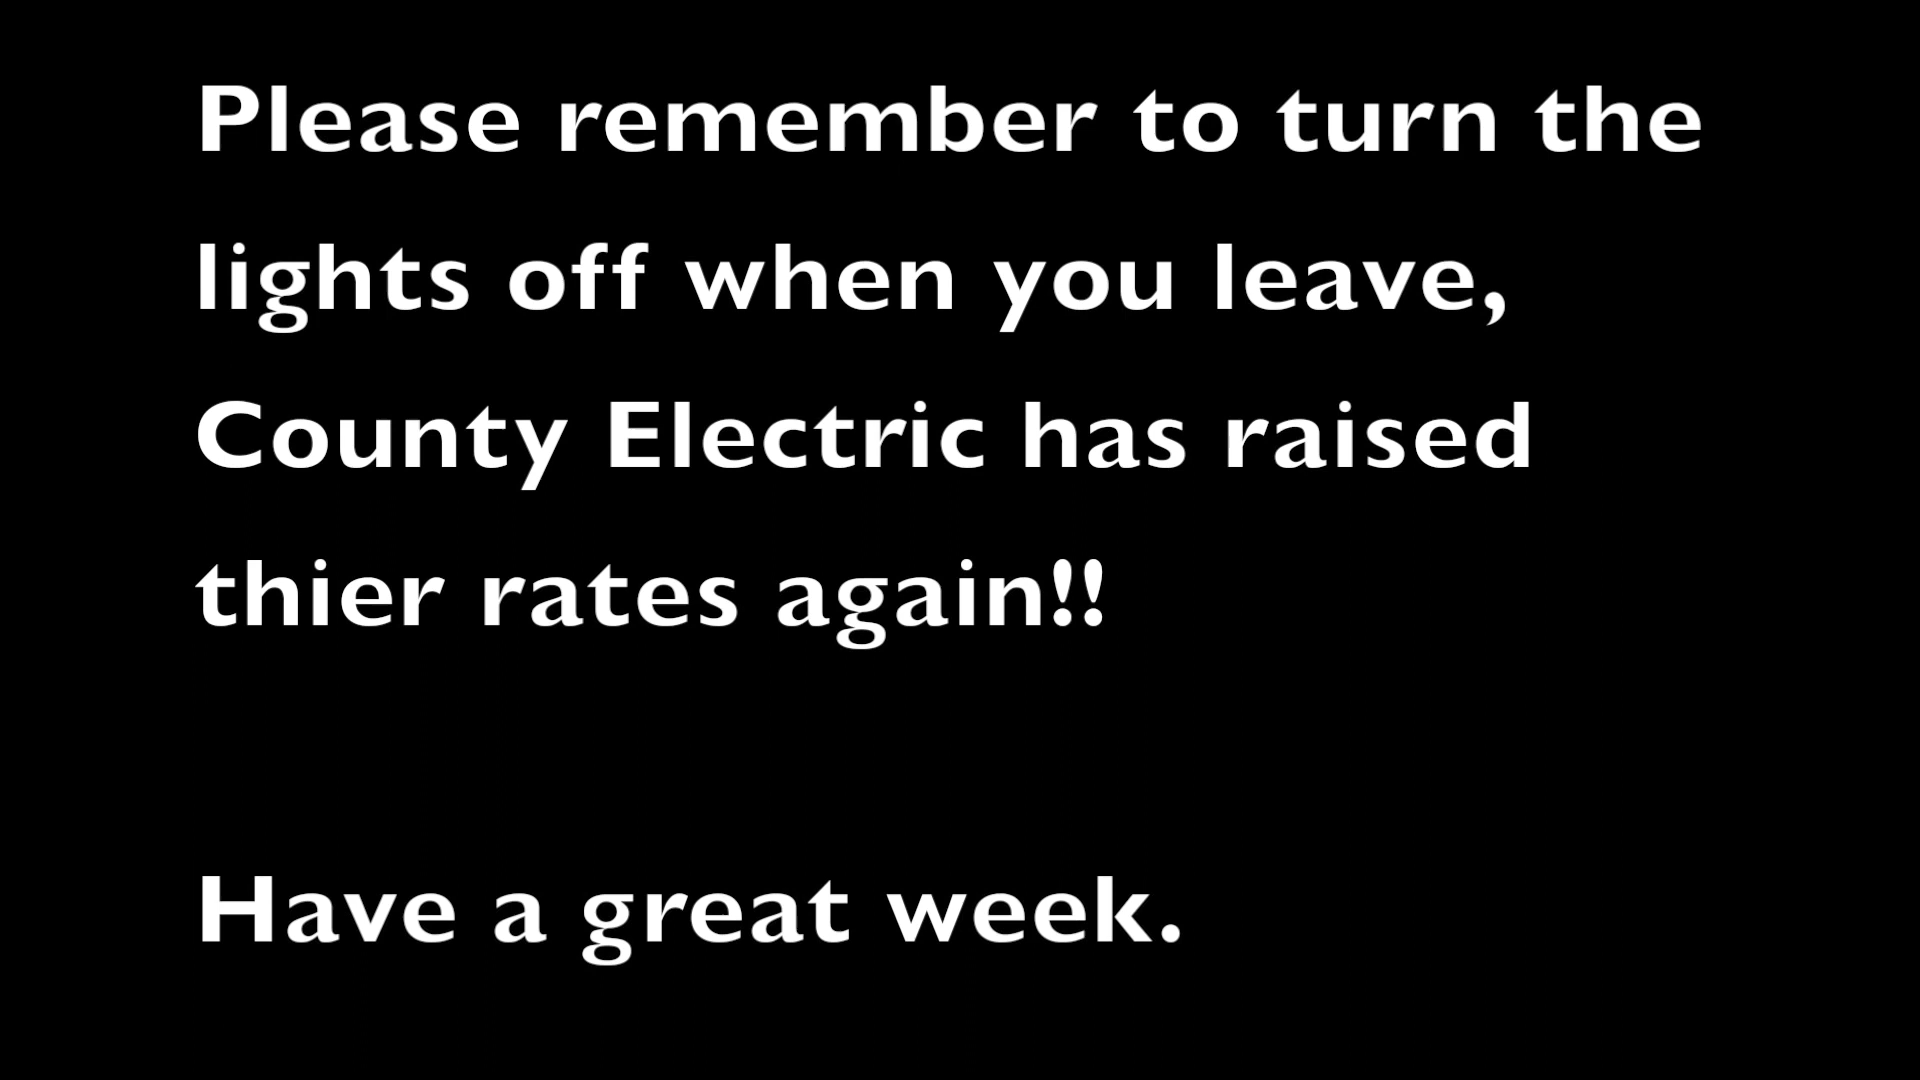 Please remember to turn the
lights off when you leave,
County Electric has raised
thier rates again!!
Have a great week.